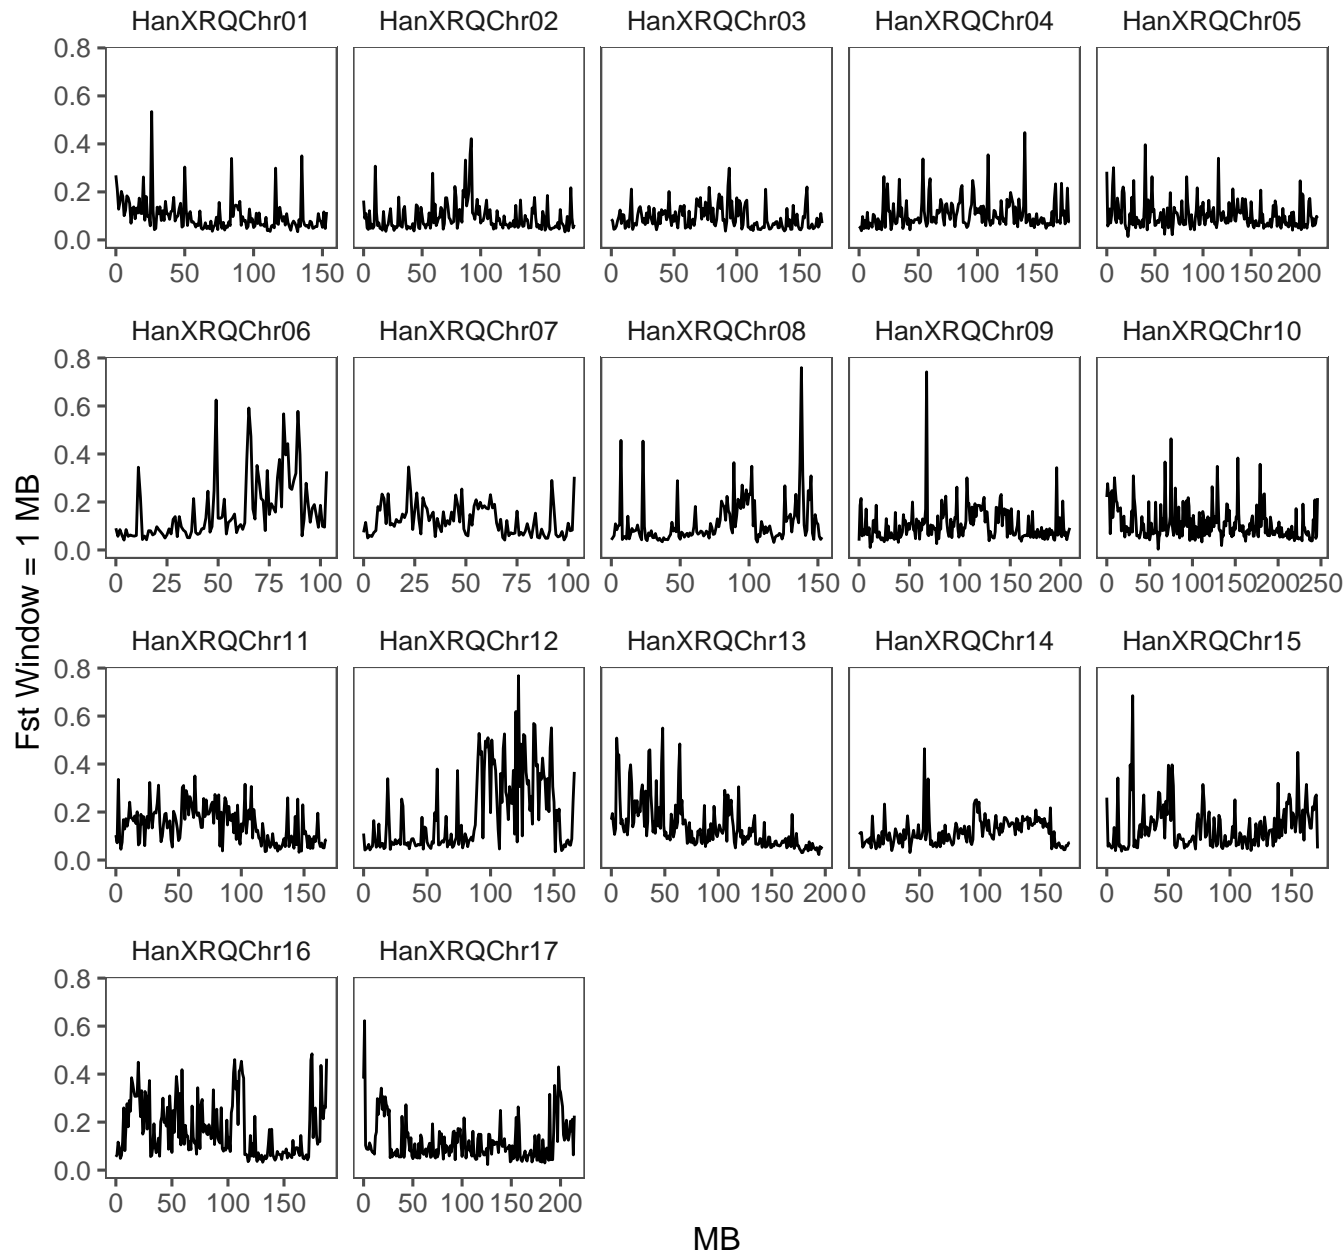 HanXRQChr01 HanXRQChr02 HanXRQChr03 HanXRQChr04 HanXRQChr05
0.8
0.6
0.4
0.2
0.0
0 50 100 150 0 50 100 150 0 50 100 150 0 50 100 150 0 50 100 150 200
HanXRQChr06 HanXRQChr07 HanXRQChr08 HanXRQChr09 HanXRQChr10
0.8
0.6
0.4
0.2
0.0
0 25 50 75 100 0 25 50 75 100 0 50 100 150 0 50 100 150 200 0 50 100 150 200 250
Fst Window = 1 MB
HanXRQChr11 HanXRQChr12 HanXRQChr13 HanXRQChr14 HanXRQChr15
0.8
0.6
0.4
0.2
0.0
0 50 100 150 0 50 100 150 0 50 100 150 200 0 50 100 150 0 50 100 150
HanXRQChr16 HanXRQChr17
0.8
0.6
0.4
0.2
0.0
0 50 100 150 0 50 100 150 200
MB